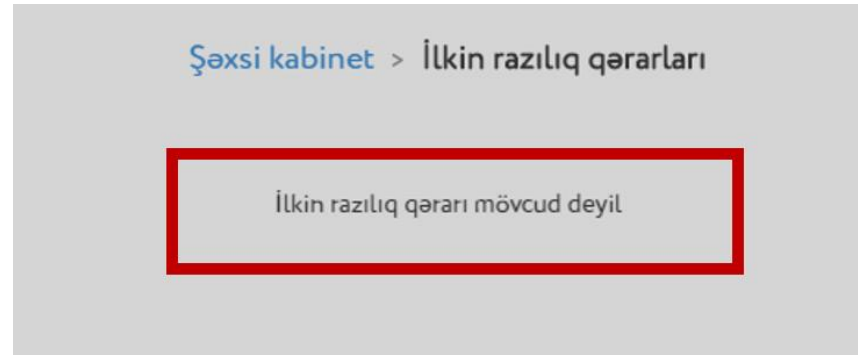 Şəxsi kabinet > İlkin razılıq qərarları
İlkin razılıq qərarı mövcud deyil